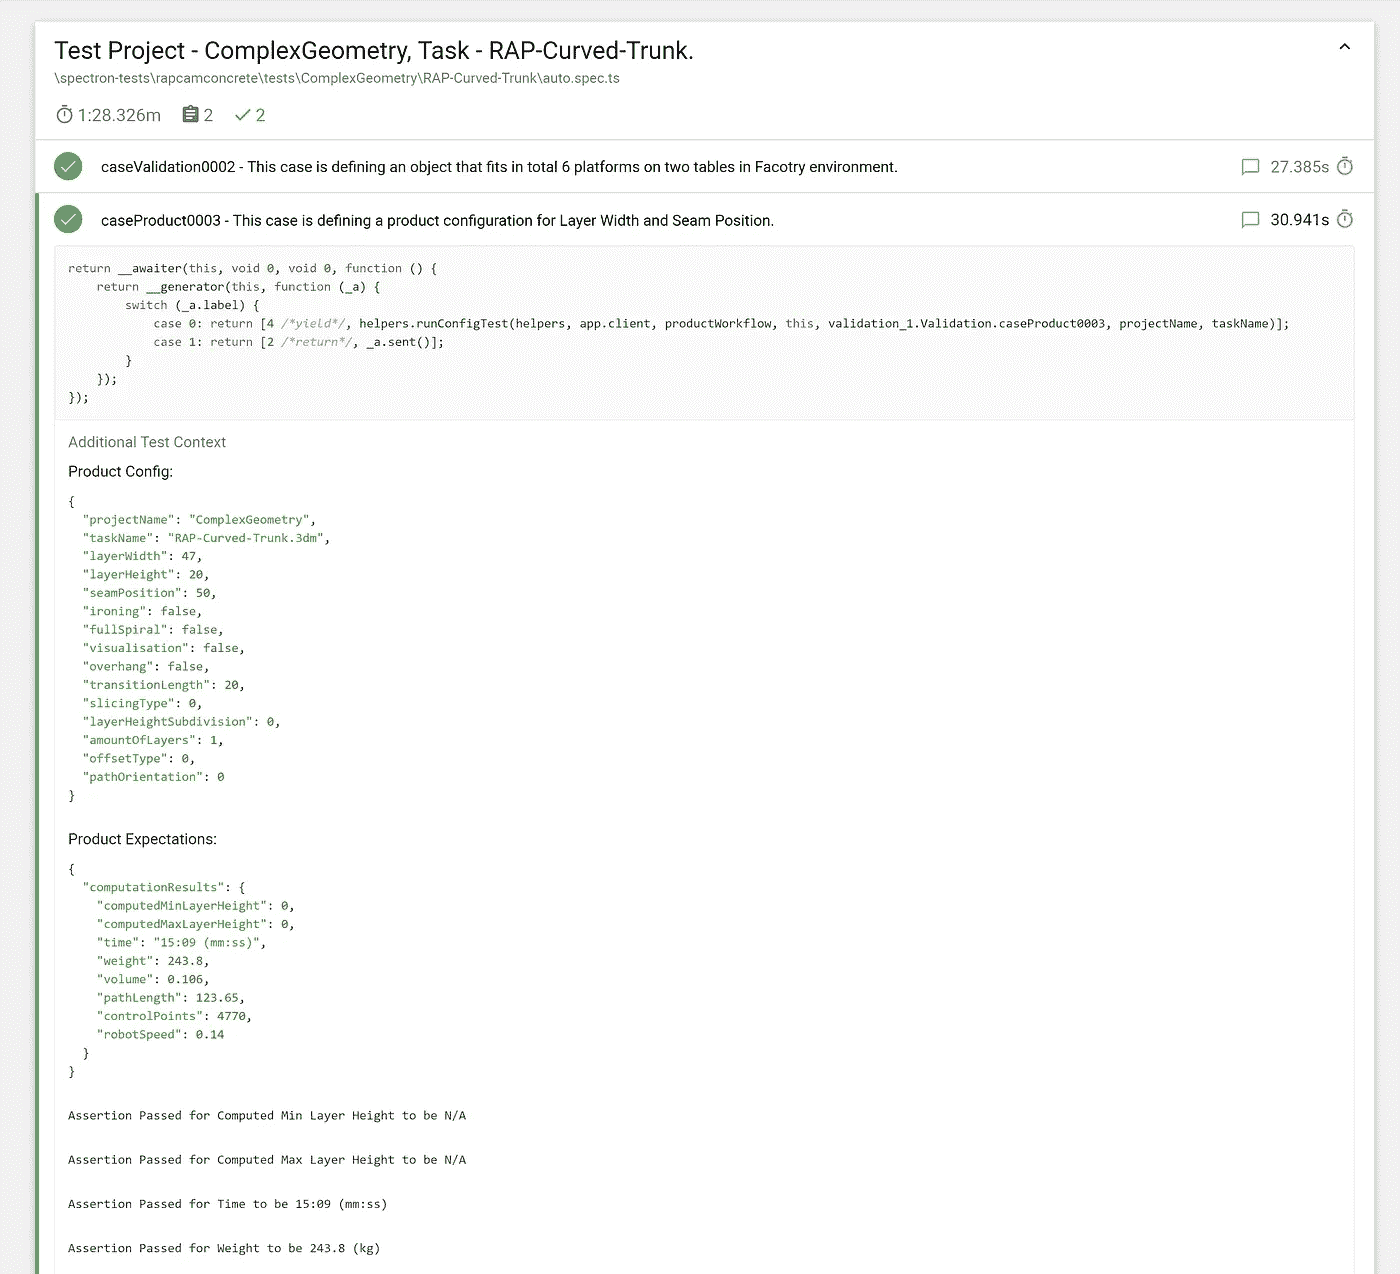 Test Project - ComplexGeometry, Task - RAP-Curved-Trunk.
\spectron-tests\rapcamconcrete\tests\ComplexGeometry\RAP-Curved-Trunk\auto.spec.ts
1:28.326m 2 2
caseValidation0002 - This case is defining an object that fits in total 6 platforms on two tables in Facotry environment. 27.385s
caseProduct0003 - This case is defining a product configuration for Layer Width and Seam Position. 30.941s
return __awaiter(this, void 0, void 0, function () {
    return __generator(this, function (_a) {
        switch (_a.label) {
            case 0: return [4 /*yield*/, helpers.runConfigTest(helpers, app.client, productWorkflow, this, validation_1.Validation.caseProduct0003, projectName, taskName)];
            case 1: return [2 /*return*/, _a.sent()];
        }
    });
});
Additional Test Context
Product Config:
{
  "projectName": "ComplexGeometry",
  "taskName": "RAP-Curved-Trunk.3dm",
  "layerWidth": 47,
  "layerHeight": 20,
  "seamPosition": 50,
  "ironing": false,
  "fullSpiral": false,
  "visualisation": false,
  "overhang": false,
  "transitionLength": 20,
  "slicingType": 0,
  "layerHeightSubdivision": 0,
  "amountOfLayers": 1,
  "offsetType": 0,
  "pathOrientation": 0
}
Product Expectations:
{
  "computationResults": {
    "computedMinLayerHeight": 0,
    "computedMaxLayerHeight": 0,
    "time": "15:09 (mm:ss)",
    "weight": 243.8,
    "volume": 0.106,
    "pathLength": 123.65,
    "controlPoints": 4770,
    "robotSpeed": 0.14
  }
}
Assertion Passed for Computed Min Layer Height to be N/A
Assertion Passed for Computed Max Layer Height to be N/A
Assertion Passed for Time to be 15:09 (mm:ss)
Assertion Passed for Weight to be 243.8 (kg)